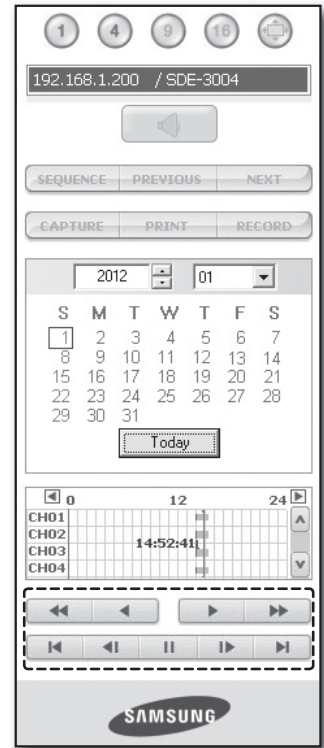 1 4 9 16
192.168.1.200 / SDE-3004
SEQUENCE PREVIOUS NEXT
CAPTURE PRINT RECORD
2012 01
S M T W T F S
1 2 3 4 5 6 7
8 9 10 11 12 13 14
15 16 17 18 19 20 21
22 23 24 25 26 27 28
29 30 31
Today
0 12 24
CH01
CH02
14:52:41
CH03
CH04
SAMSUNG